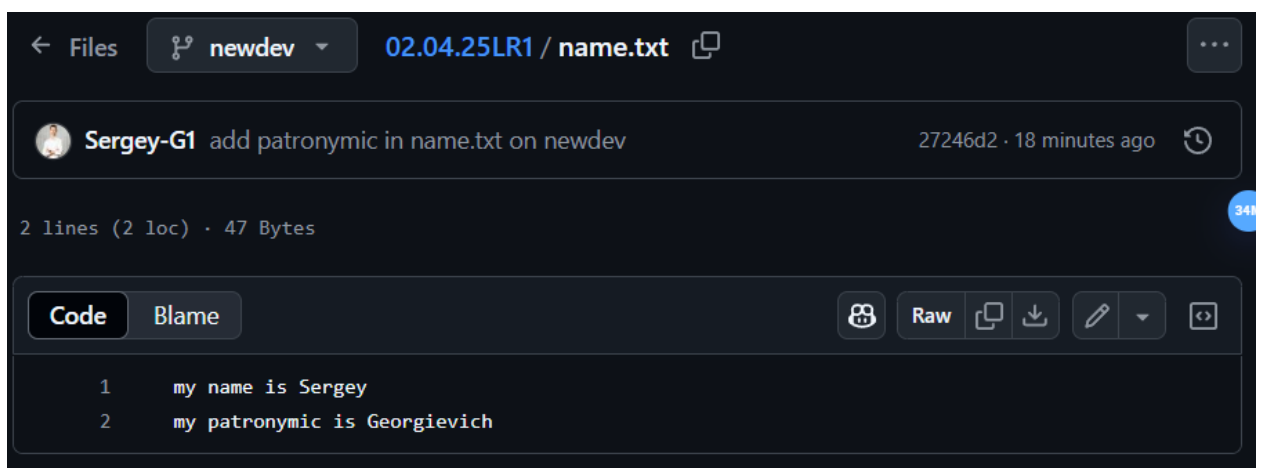 Files newdev 02.04.25LR1 / name.txt ...
Sergey-G1 add patronymic in name.txt on newdev 27246d2 · 18 minutes ago
34M
2 lines (2 loc) · 47 Bytes
Code Blame Raw
1 my name is Sergey
2 my patronymic is Georgievich